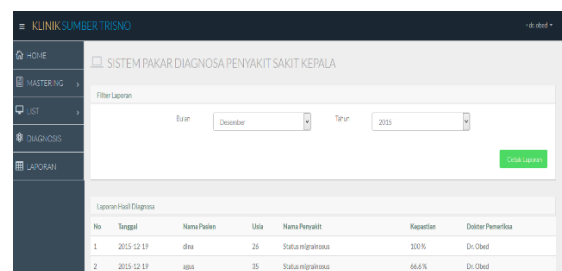 ≡ KLINIK SUMBER TRISNO
dr. obed
HOME
MASTERING
LIST
DIAGNOSIS
LAPORAN
SISTEM PAKAR DIAGNOSA PENYAKIT SAKIT KEPALA
Filter Laporan
Bulan Desember Tahun 2015
Cetak Laporan
Laporan Hasil Diagnosa
No Tanggal Nama Pasien Usia Nama Penyakit Kepastian Dokter Pemeriksa
1 2015-12-19 dina 26 Status migrainosus 100 % Dr. Obed
2 2015-12-19 agus 35 Status migrainosus 66.6 % Dr. Obed